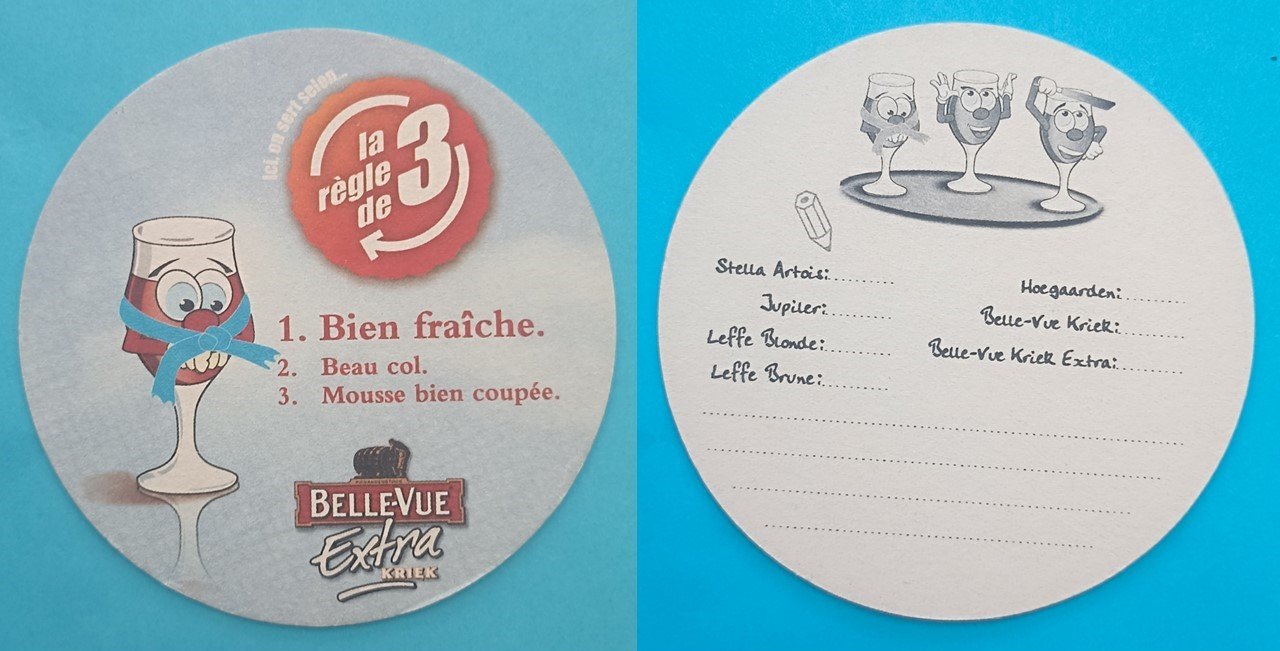 Ici, on sert selon...
la
règle
de
3
1. Bien fraîche.
2. Beau col.
3. Mousse bien coupée.
BELLE-VUE
Extra
KRIEK
Stella Artois:
Jupiler:
Leffe Blonde:
Leffe Brune:
Hoegaarden:
Belle-Vue Kriek:
Belle-Vue Kriek Extra: